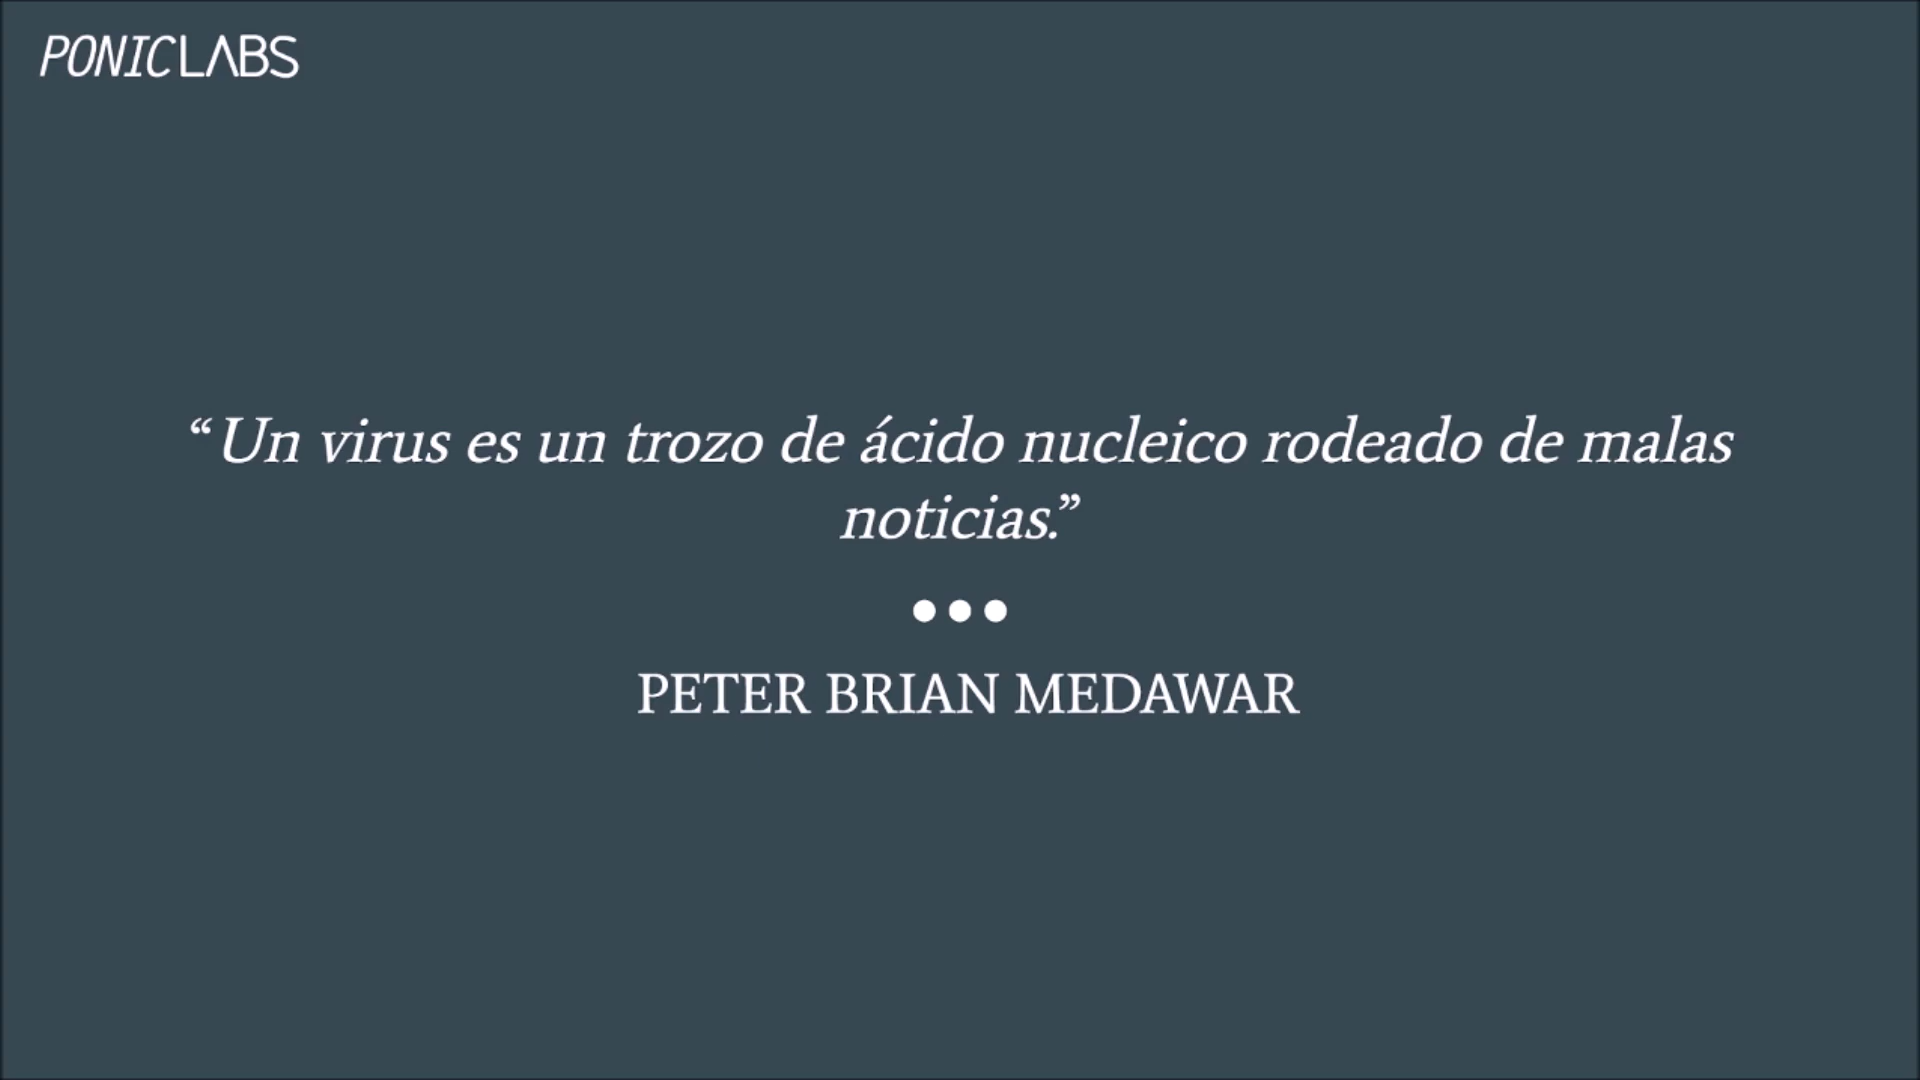 PONICLABS
“Un virus es un trozo de ácido nucleico rodeado de malas
noticias.”
PETER BRIAN MEDAWAR